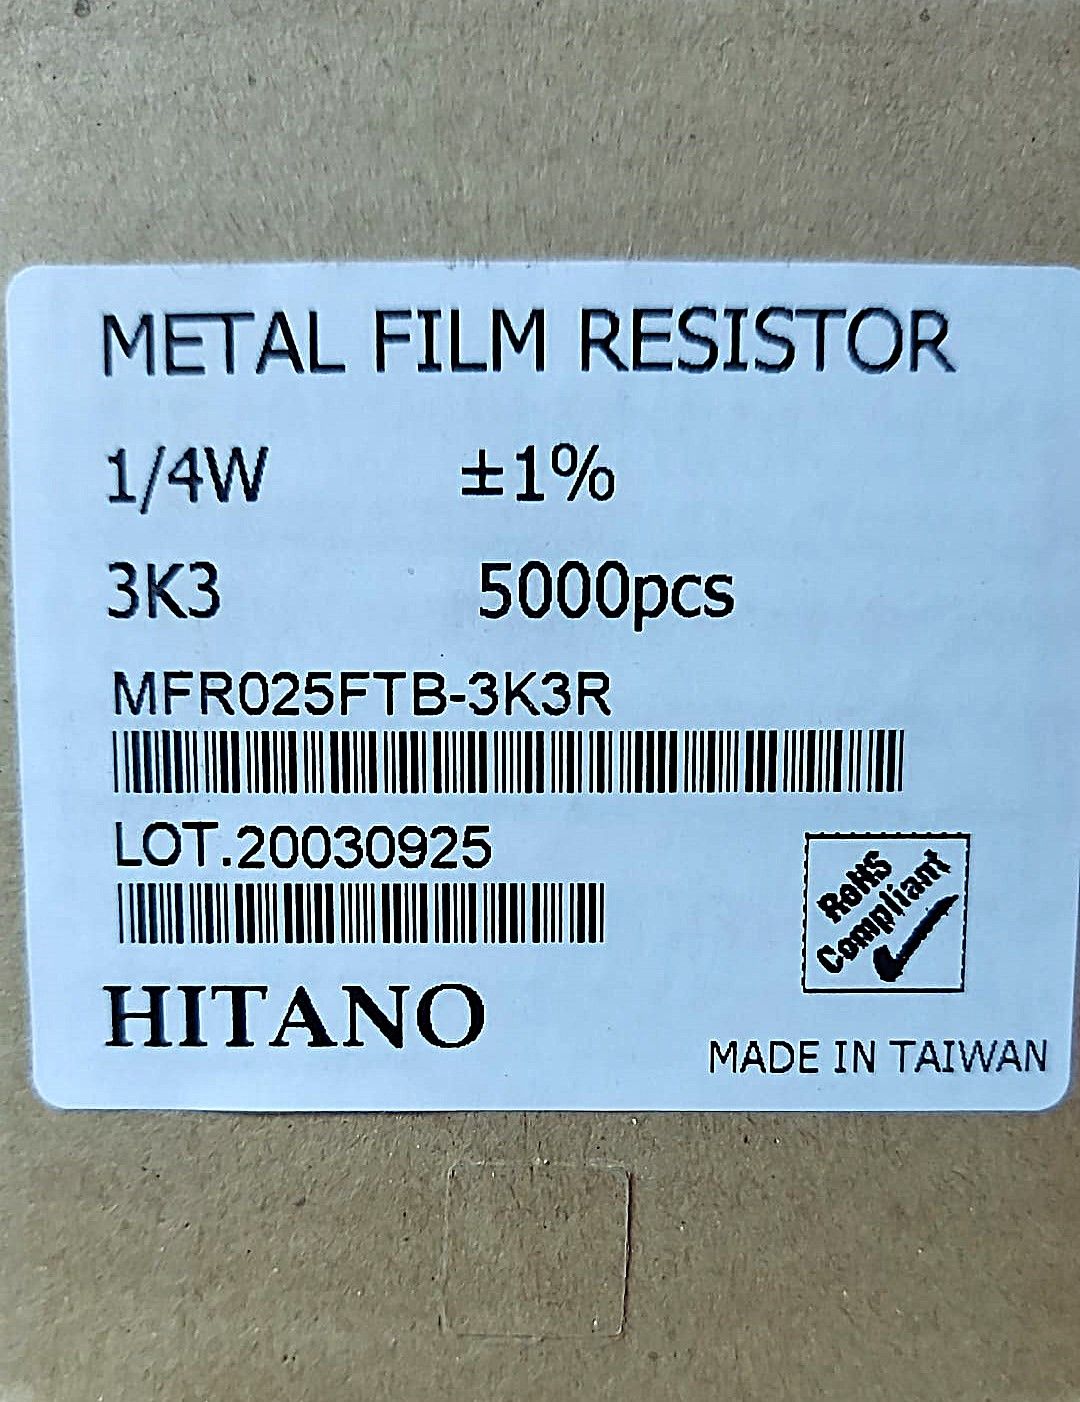 METAL FILM RESISTOR
1/4W ±1%
3K3 5000pcs
MFR025FTB-3K3R
LOT.20030925
RoHS
Compliant
HITANO
MADE IN TAIWAN